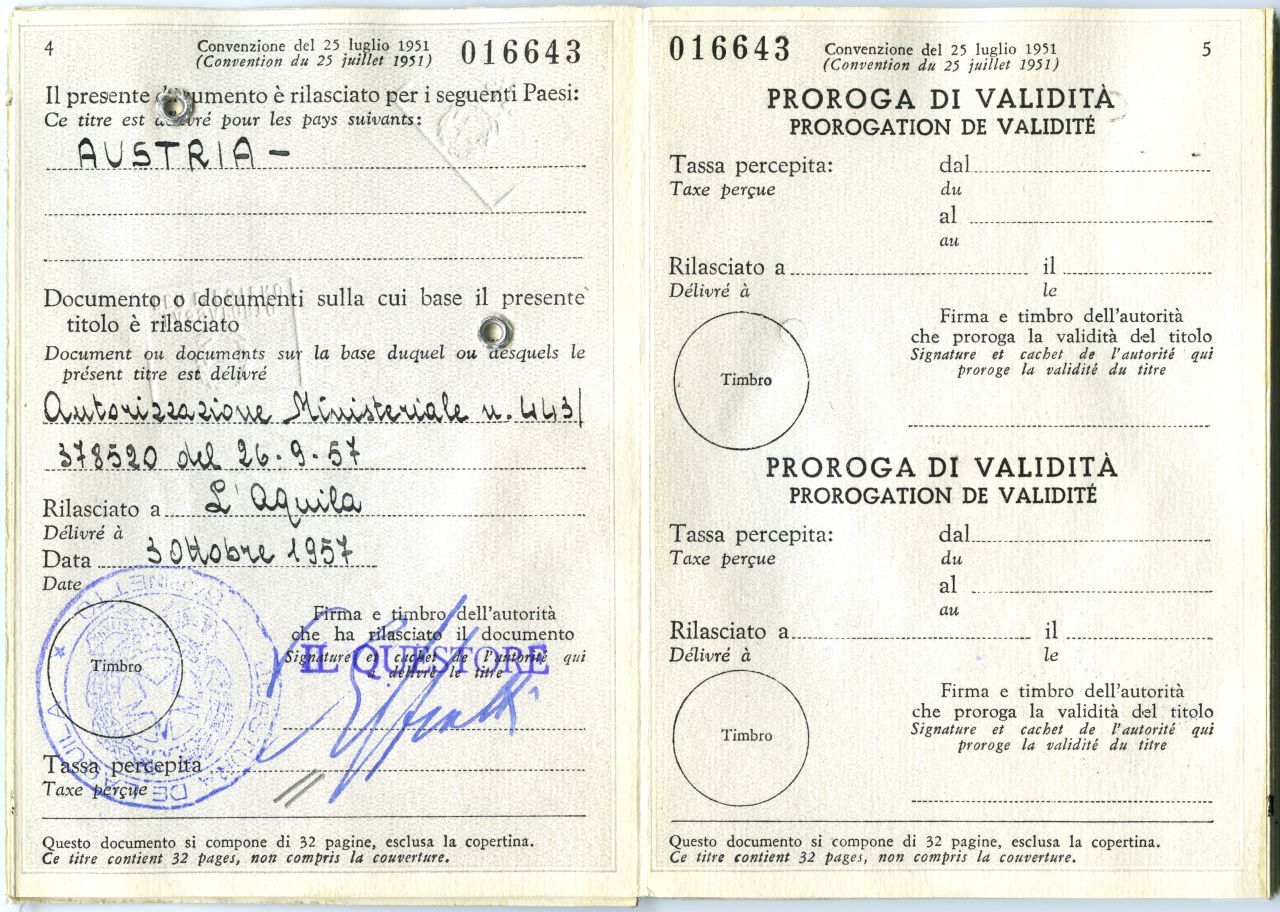 4
Convenzione del 25 luglio 1951
(Convention du 25 juillet 1951)
016643
Il presente documento è rilasciato per i seguenti Paesi:
Ce titre est délivré pour les pays suivants:
AUSTRIA -
Documento o documenti sulla cui base il presente
titolo è rilasciato
Document ou documents sur la base duquel ou desquels le
présent titre est délivré
Autorizzazione Ministeriale n. 443/
378520 del 26-9-57
Rilasciato a L'Aquila
Délivré à
Data 3 Ottobre 1957
Date
Timbro
QUESTURA DE L'AQUILA
Firma e timbro dell'autorità
che ha rilasciato il documento
Signature et cachet de l'autorité qui
a délivré le titre
IL QUESTORE
Tassa percepita
Taxe perçue
Questo documento si compone di 32 pagine, esclusa la copertina.
Ce titre contient 32 pages, non compris la couverture.
016643
Convenzione del 25 luglio 1951
(Convention du 25 juillet 1951)
5
PROROGA DI VALIDITÀ
PROROGATION DE VALIDITÉ
Tassa percepita: dal
Taxe perçue du
al
au
Rilasciato a il
Délivré à le
Timbro
Firma e timbro dell'autorità
che proroga la validità del titolo
Signature et cachet de l'autorité qui
proroge la validité du titre
PROROGA DI VALIDITÀ
PROROGATION DE VALIDITÉ
Tassa percepita: dal
Taxe perçue du
al
au
Rilasciato a il
Délivré à le
Timbro
Firma e timbro dell'autorità
che proroga la validità del titolo
Signature et cachet de l'autorité qui
proroge la validité du titre
Questo documento si compone di 32 pagine, esclusa la copertina.
Ce titre contient 32 pages, non compris la couverture.